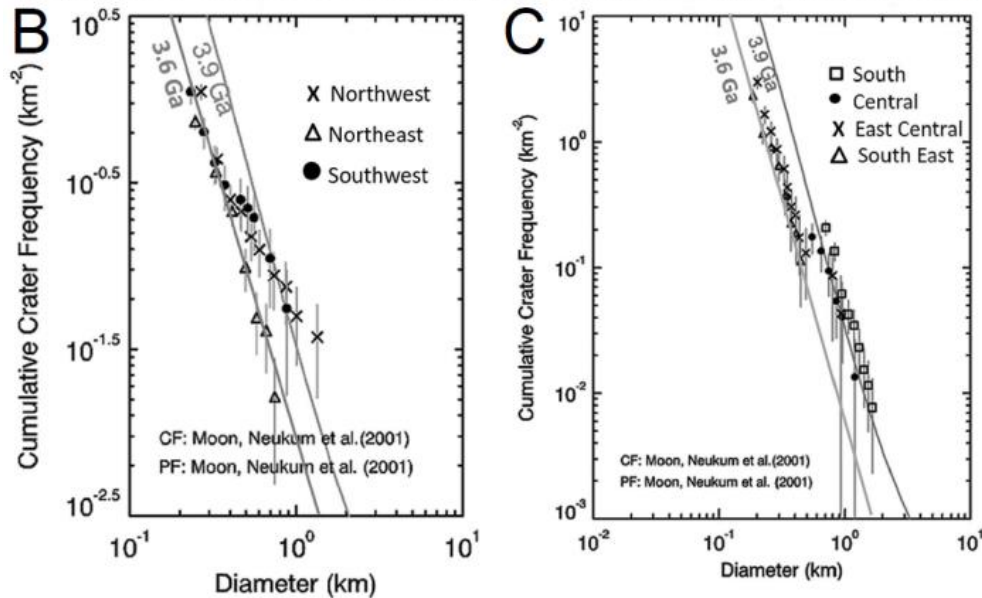 B
Cumulative Crater Frequency (km-2)
10^0.5
10^-0.5
10^-1.5
10^-2.5
3.6 Ga
3.9 Ga
X Northwest
△ Northeast
● Southwest
CF: Moon, Neukum et al.(2001)
PF: Moon, Neukum et al. (2001)
10^-1
10^0
10^1
Diameter (km)
C
Cumulative Crater Frequency (km-2)
10^1
10^0
10^-1
10^-2
10^-3
3.6 Ga
3.9 Ga
South
Central
East Central
South East
CF: Moon, Neukum et al.(2001)
PF: Moon, Neukum et al. (2001)
10^-2
10^-1
10^0
10^1
Diameter (km)